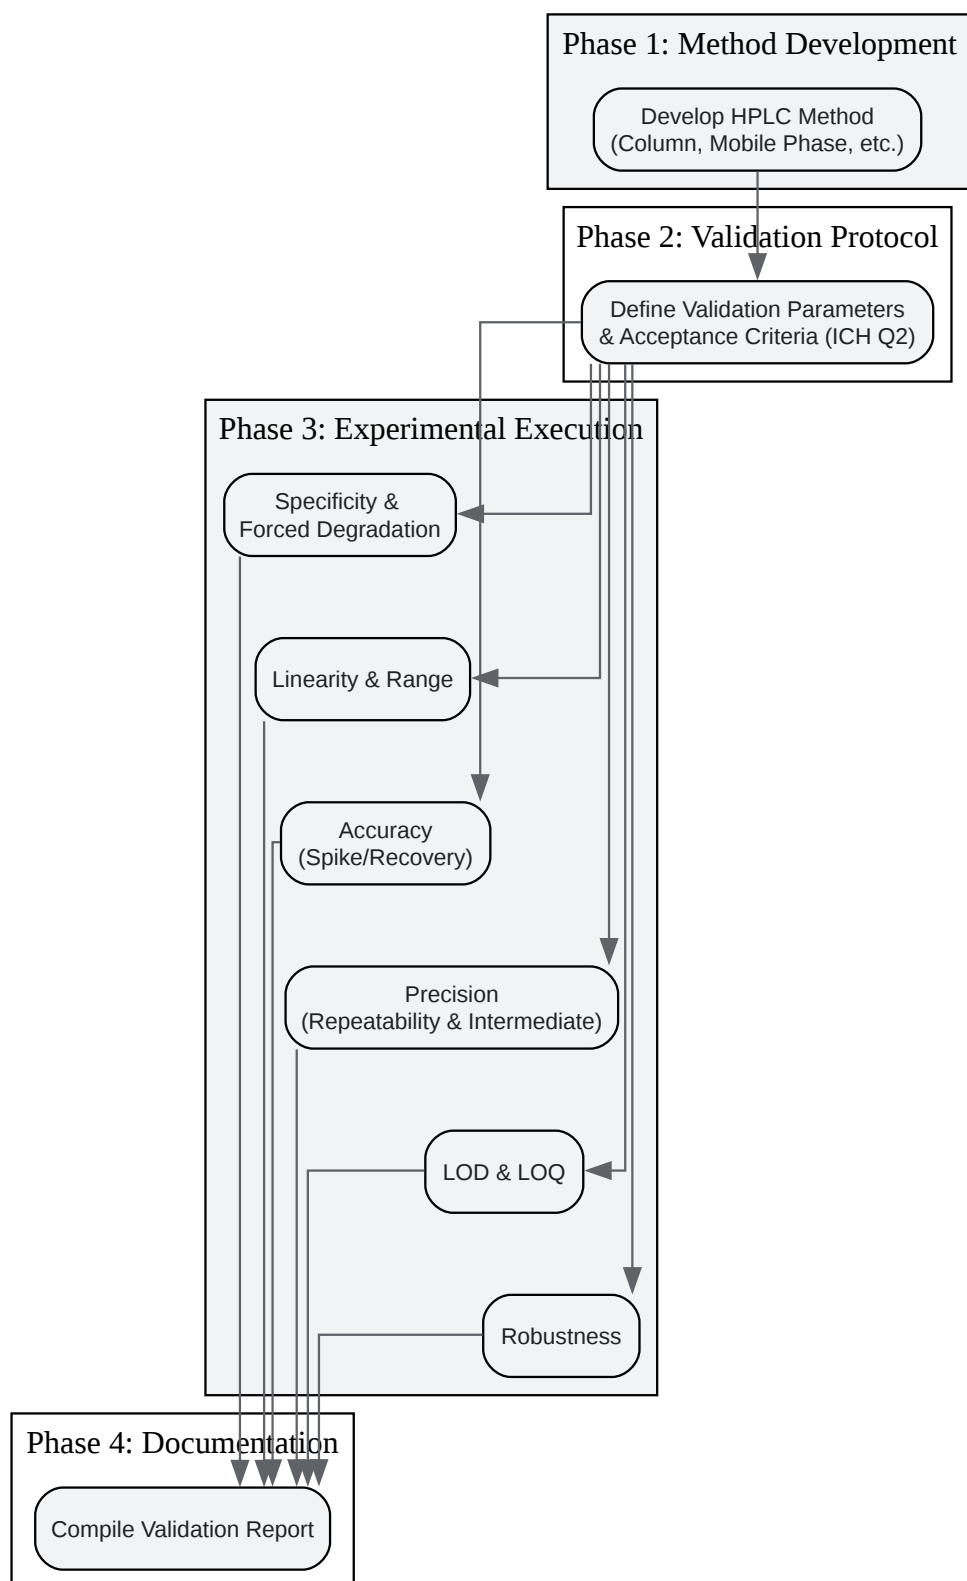 Phase 1: Method Development
Develop HPLC Method
(Column, Mobile Phase, etc.)
Phase 2: Validation Protocol
Define Validation Parameters
& Acceptance Criteria (ICH Q2)
Phase 3: Experimental Execution
Specificity &
Forced Degradation
Linearity & Range
Accuracy
(Spike/Recovery)
Precision
(Repeatability & Intermediate)
LOD & LOQ
Robustness
Phase 4: Documentation
Compile Validation Report